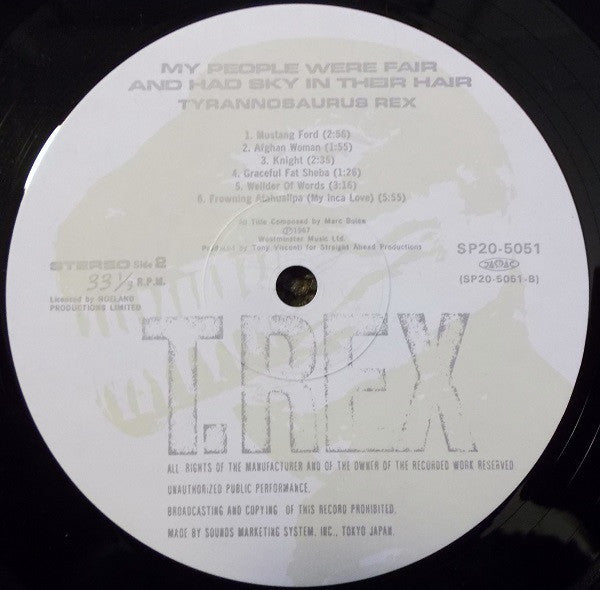 MY PEOPLE WERE FAIR
AND HAD SKY IN THEIR HAIR
TYRANNOSAURUS REX
1. Mustang Ford (2:56)
2. Afghan Woman (1:55)
3. Knight (2:35)
4. Graceful Fat Sheba (1:26)
5. Weilder Of Words (3:16)
6. Frowning Atahuallpa (My Inca Love) (5:55)
All Title Composed by Marc Bolan
Ⓟ1967
Westminster Music Ltd.
Produced by Tony Visconti for Straight Ahead Productions
SP20-5051
JASRAC
(SP20-5051-B)
STEREO Side 2
33 1/3 R.P.M.
Licenced by NOELAND
PRODUCTIONS LIMITED
T.REX
ALL RIGHTS OF THE MANUFACTURER AND OF THE OWNER OF THE RECORDED WORK RESERVED
UNAUTHORIZED PUBLIC PERFORMANCE,
BROADCASTING AND COPYING OF THIS RECORD PROHIBITED.
MADE BY SOUNDS MARKETING SYSTEM, INC., TOKYO JAPAN.